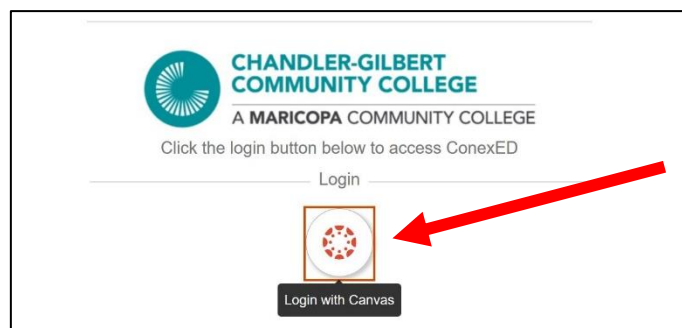 CHANDLER-GILBERT
COMMUNITY COLLEGE
A MARICOPA COMMUNITY COLLEGE
Click the login button below to access ConexED
Login
Login with Canvas